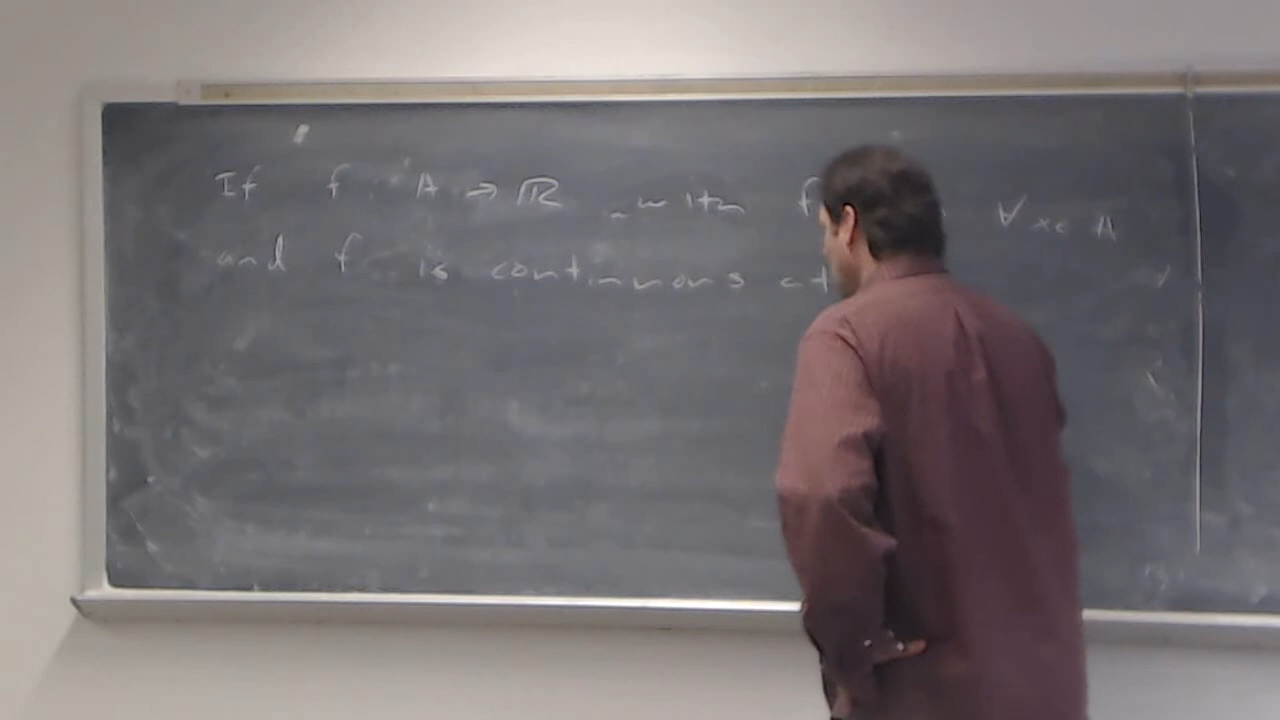 If f : A → ℝ with f ∀ x ∈ A
and f is continuous at